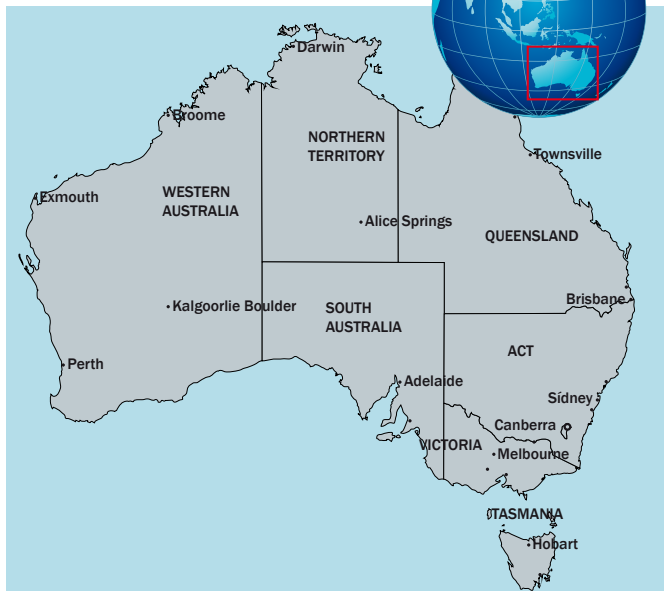 Darwin
Broome
NORTHERN
TERRITORY
Townsville
Exmouth
WESTERN
AUSTRALIA
Alice Springs
QUEENSLAND
Kalgoorlie Boulder
SOUTH
AUSTRALIA
Brisbane
ACT
Perth
Adelaide
Sídney
Canberra
VICTORIA
Melbourne
TASMANIA
Hobart